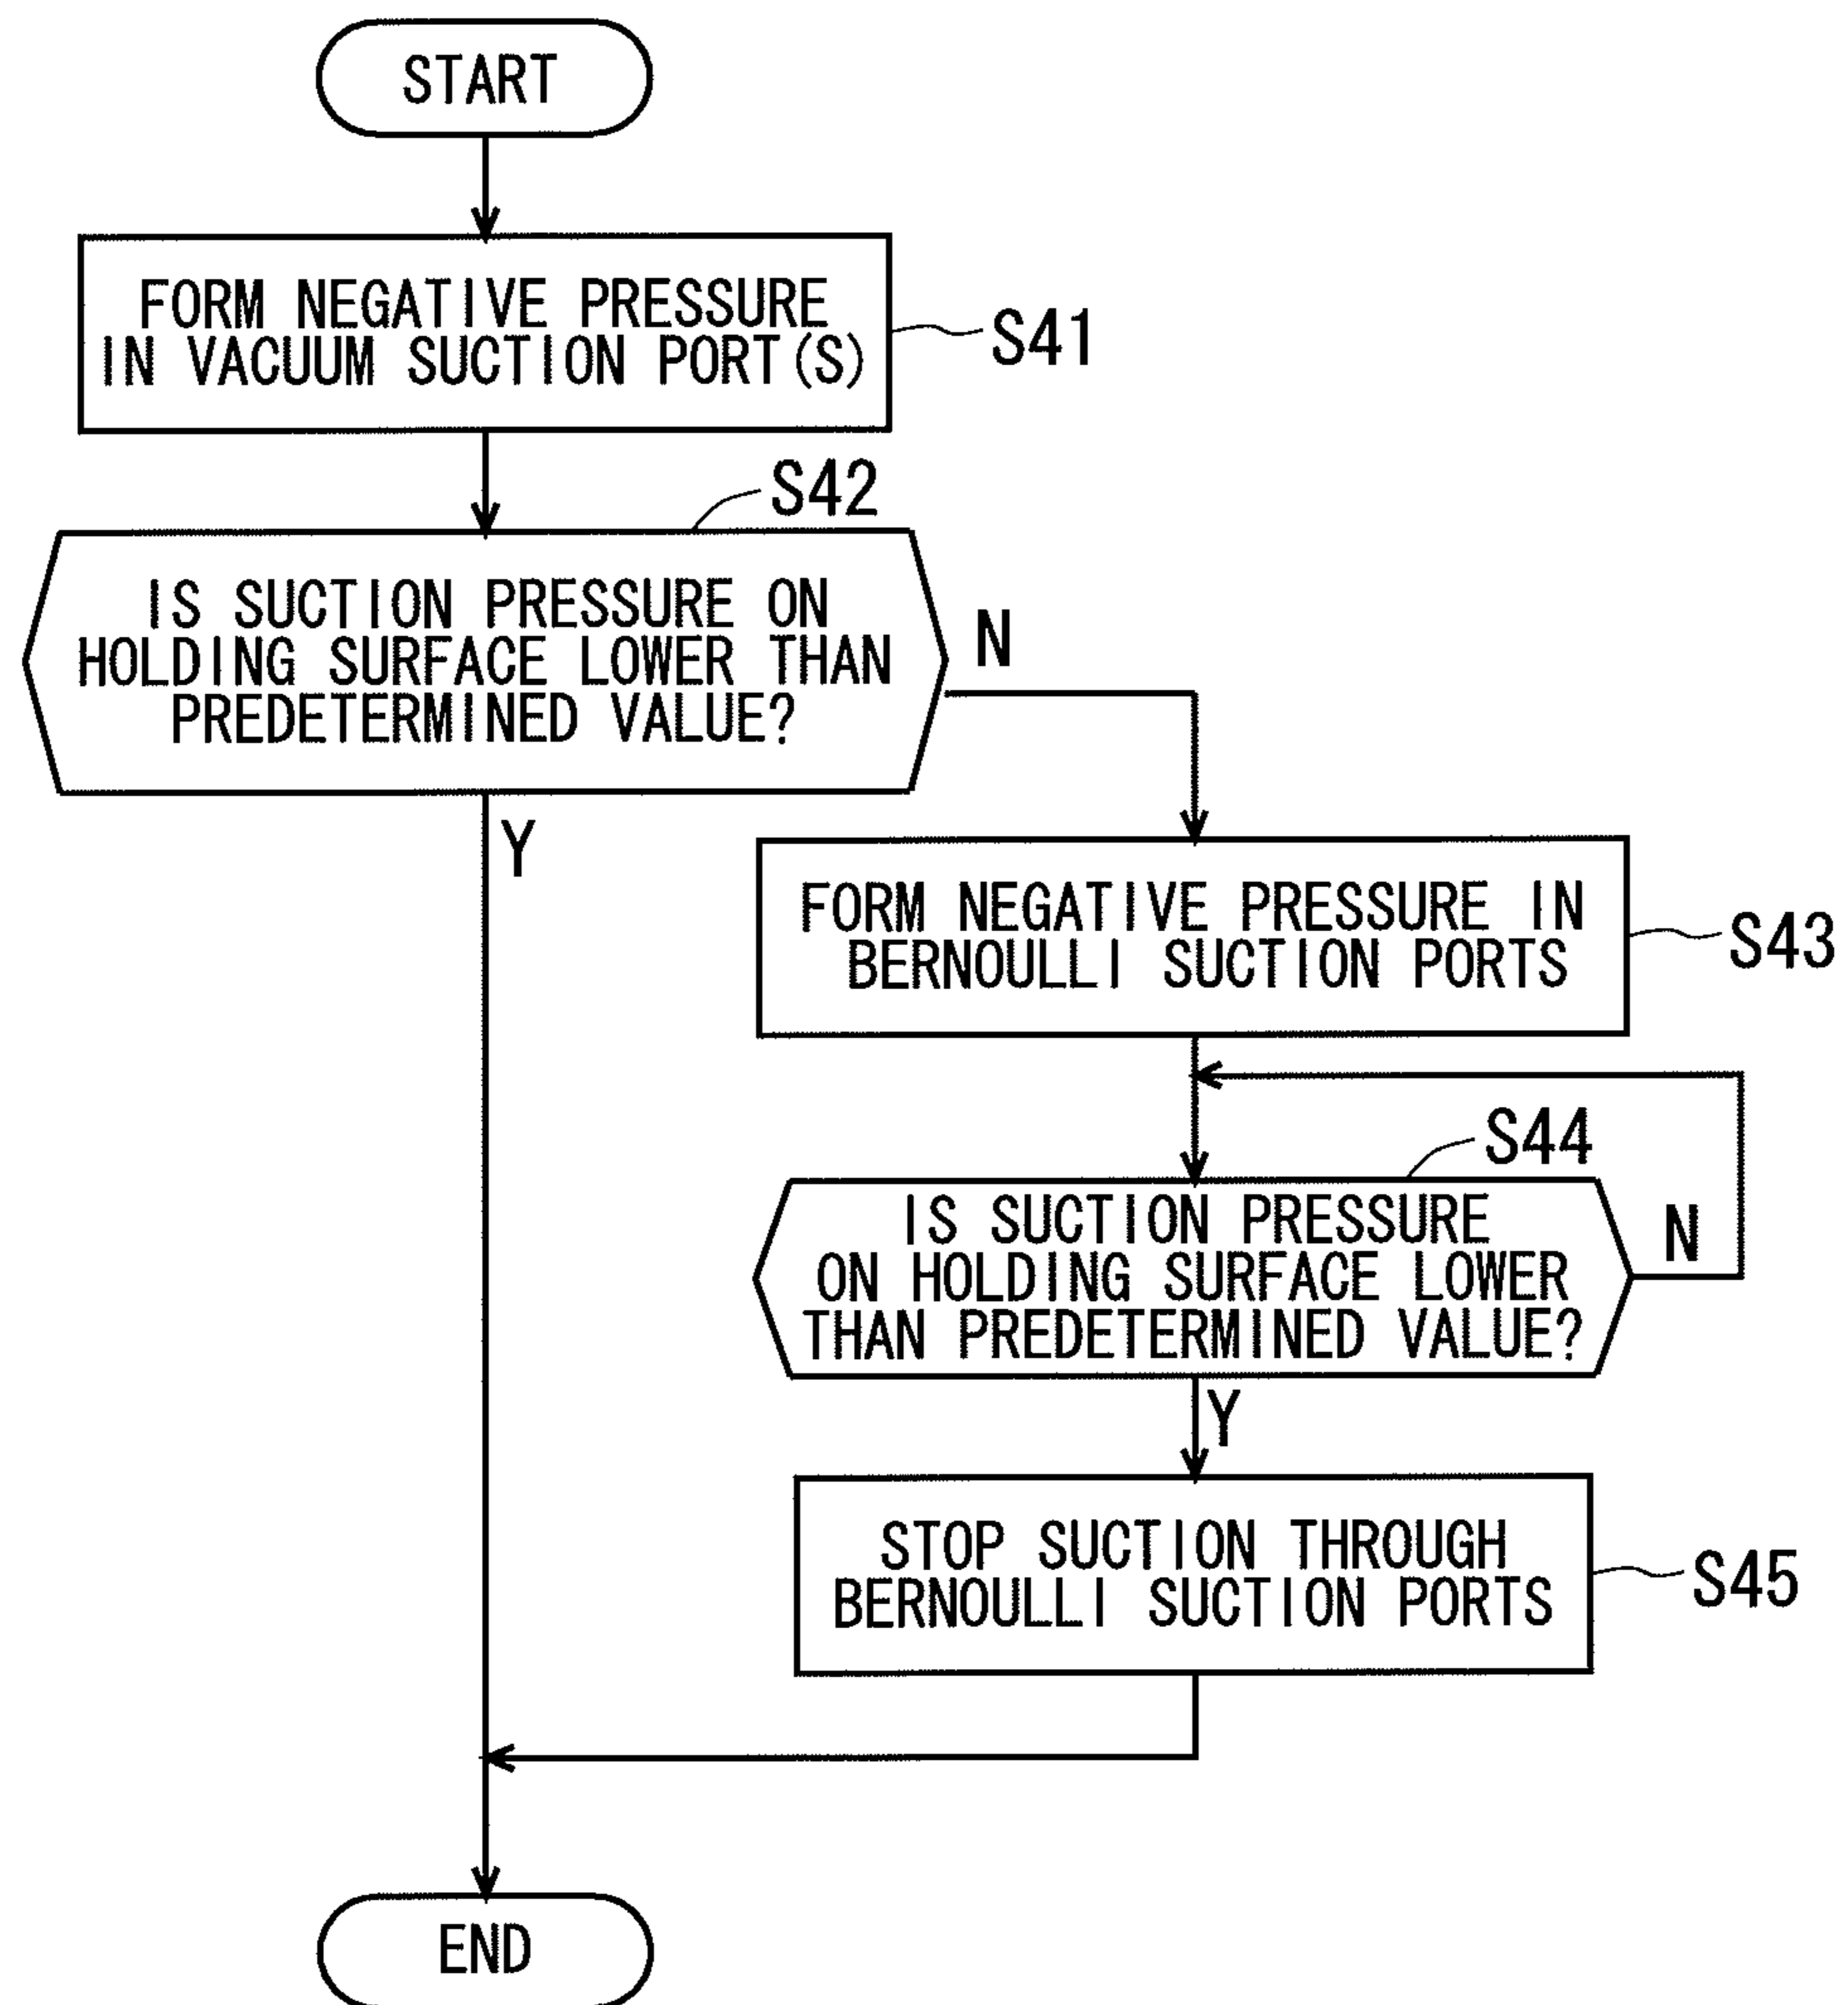 START
FORM NEGATIVE PRESSURE
IN VACUUM SUCTION PORT(S)
S41
S42
IS SUCTION PRESSURE ON
HOLDING SURFACE LOWER THAN
PREDETERMINED VALUE?
N
Y
FORM NEGATIVE PRESSURE IN
BERNOULLI SUCTION PORTS
S43
S44
IS SUCTION PRESSURE
ON HOLDING SURFACE LOWER
THAN PREDETERMINED VALUE?
N
Y
STOP SUCTION THROUGH
BERNOULLI SUCTION PORTS
S45
END